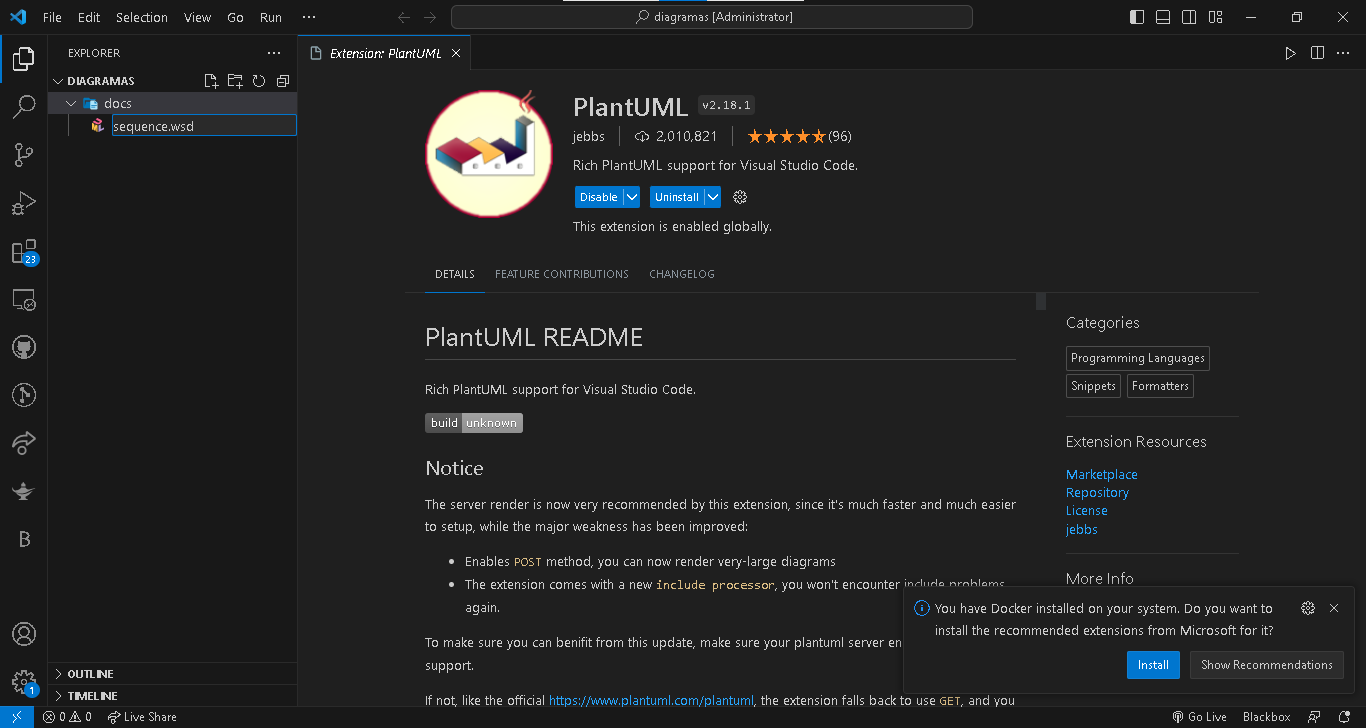 File Edit Selection View Go Run ···
diagramas [Administrator]
EXPLORER
Extension: PlantUML
DIAGRAMAS
docs
sequence.wsd
PlantUML v2.18.1
jebbs 2,010,821 (96)
Rich PlantUML support for Visual Studio Code.
Disable Uninstall
This extension is enabled globally.
23
DETAILS FEATURE CONTRIBUTIONS CHANGELOG
PlantUML README
Rich PlantUML support for Visual Studio Code.
build unknown
Notice
The server render is now very recommended by this extension, since it's much faster and much easier
to setup, while the major weakness has been improved:
• Enables POST method, you can now render very-large diagrams
• The extension comes with a new include processor, you won't encounter include problems
again.
To make sure you can benifit from this update, make sure your plantuml server en
support.
If not, like the official https://www.plantuml.com/plantuml, the extension falls back to use GET, and you
Categories
Programming Languages
Snippets Formatters
Extension Resources
Marketplace
Repository
License
jebbs
More Info
You have Docker installed on your system. Do you want to
install the recommended extensions from Microsoft for it?
Install Show Recommendations
B
OUTLINE
1
TIMELINE
0 0 Live Share
Go Live Blackbox